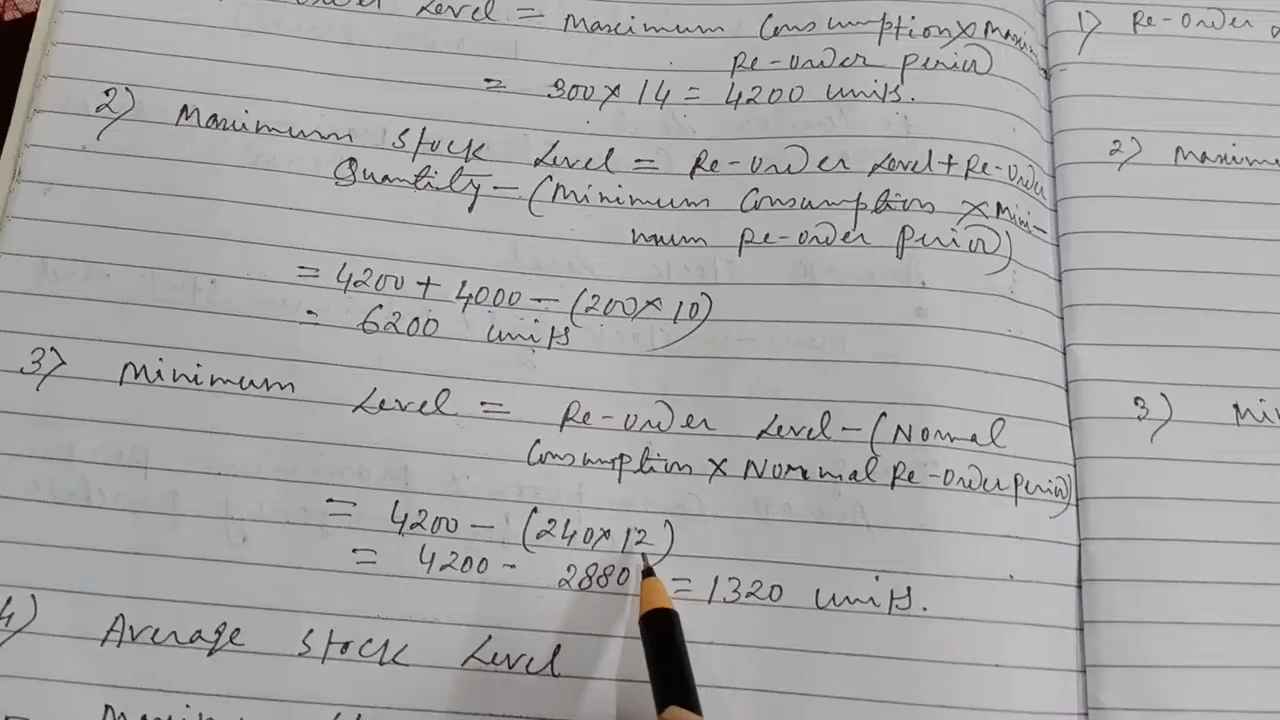 Level = Maximum Consumption × Maxim
Re-order period
= 300 × 14 = 4200 units.
2) Maximum Stock Level = Re-order Level + Re-order
Quantity - (Minimum Consumption × Mini-
mum Re-order period)
= 4200 + 4000 - (200 × 10)
= 6200 units
3) Minimum Level = Re-order Level - (Normal
Consumption × Normal Re-order period)
= 4200 - (240 × 12)
= 4200 - 2880 = 1320 units.
4) Average Stock Level
1) Re-order
2) Maxim
3) Mi